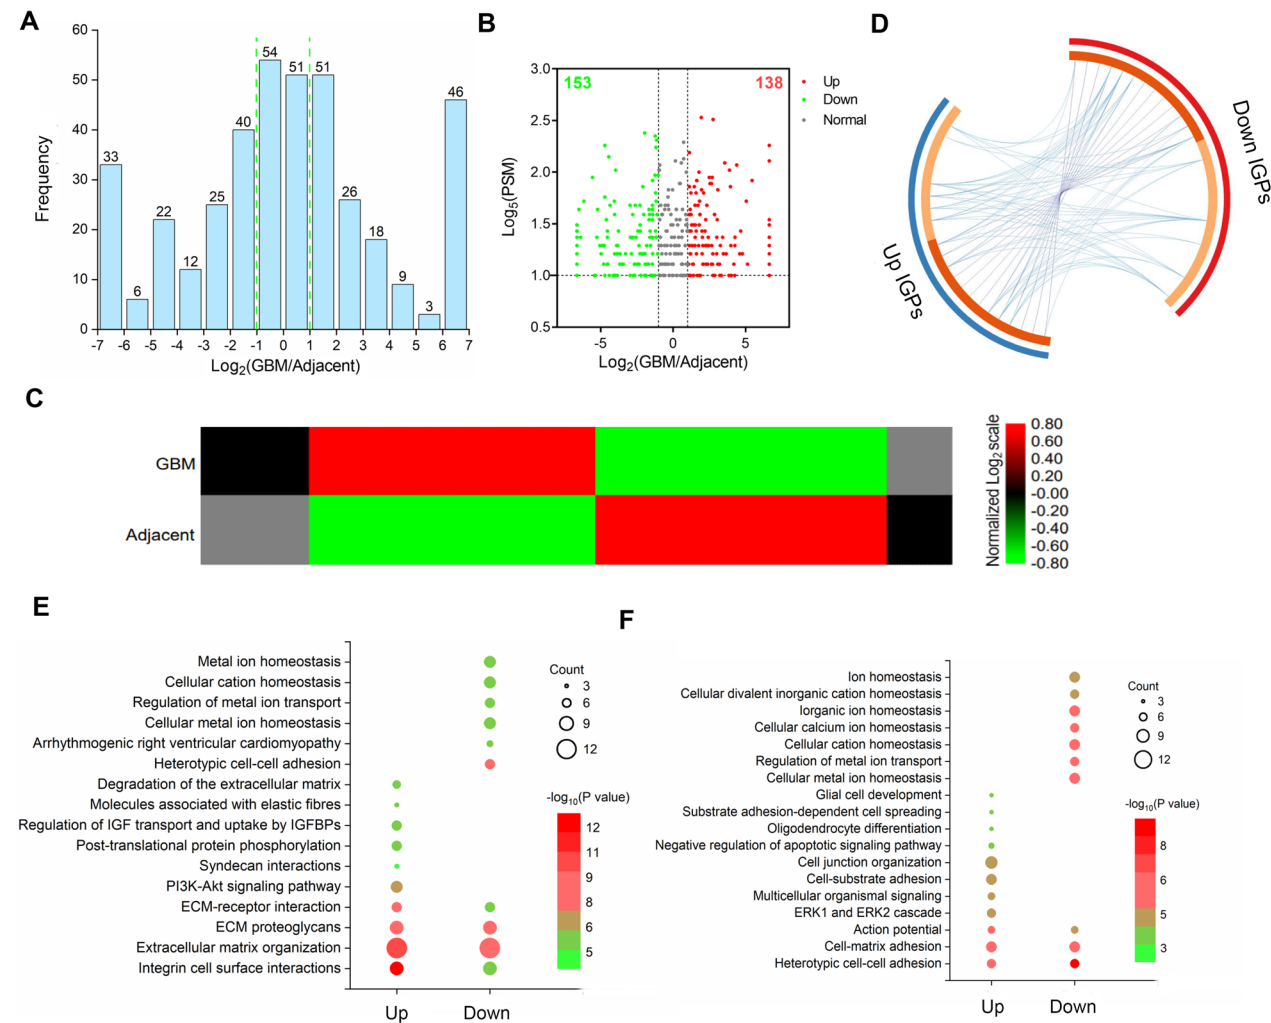 A
60
50
40
30
20
10
0
Frequency
33
6
22
12
25
40
54
51
51
26
18
9
3
46
-7 -6 -5 -4 -3 -2 -1 0 1 2 3 4 5 6 7
Log2(GBM/Adjacent)
B
3.0
2.5
2.0
1.5
1.0
0.5
Log5(PSM)
153
138
-5 0 5
Log2(GBM/Adjacent)
Up
Down
Normal
D
Down IGPs
Up IGPs
C
GBM
Adjacent
Normalized Log2 scale
0.80
0.60
0.40
0.20
-0.00
-0.20
-0.40
-0.60
-0.80
E
Metal ion homeostasis
Cellular cation homeostasis
Regulation of metal ion transport
Cellular metal ion homeostasis
Arrhythmogenic right ventricular cardiomyopathy
Heterotypic cell-cell adhesion
Degradation of the extracellular matrix
Molecules associated with elastic fibres
Regulation of IGF transport and uptake by IGFBPs
Post-translational protein phosphorylation
Syndecan interactions
PI3K-Akt signaling pathway
ECM-receptor interaction
ECM proteoglycans
Extracellular matrix organization
Integrin cell surface interactions
Up Down
Count
3
6
9
12
-log10(P value)
12
11
9
8
6
5
F
Ion homeostasis
Cellular divalent inorganic cation homeostasis
Iorganic ion homeostasis
Cellular calcium ion homeostasis
Cellular cation homeostasis
Regulation of metal ion transport
Cellular metal ion homeostasis
Glial cell development
Substrate adhesion-dependent cell spreading
Oligodendrocyte differentiation
Negative regulation of apoptotic signaling pathway
Cell junction organization
Cell-substrate adhesion
Multicellular organismal signaling
ERK1 and ERK2 cascade
Action potential
Cell-matrix adhesion
Heterotypic cell-cell adhesion
Up Down
Count
3
6
9
12
-log10(P value)
8
6
5
3